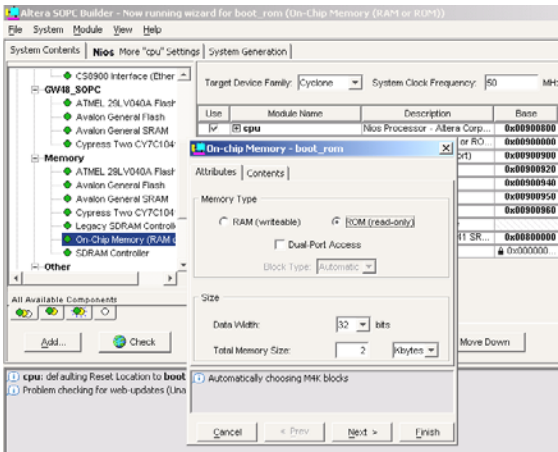 Altera SOPC Builder - Now running wizard for boot_rom (On-Chip Memory (RAM or ROM))
File System Module View Help
System Contents Nios More "cpu" Settings System Generation
CS8900 Interface (Ether
GW48_SOPC
ATMEL 29LV040A Flash
Avalon General Flash
Avalon General SRAM
Cypress Two CY7C104
Memory
ATMEL 29LV040A Flash
Avalon General Flash
Avalon General SRAM
Cypress Two CY7C104
Legacy SDRAM Controll
On-Chip Memory (RAM
SDRAM Controller
Other
All Available Components
Add... Check
Target Device Family: Cyclone System Clock Frequency: 50 MH
Use Module Name Description Base
cpu Nios Processor - Altera Corp... 0x00900800
or RO... 0x00900000
ort) 0x00900900
0x00900920
0x00900940
0x00900950
0x00900960
41 SR... 0x00800000
0x000000...
Move Down
On-chip Memory - boot_rom
Attributes Contents
Memory Type
RAM (writeable) ROM (read-only)
Dual-Port Access
Block Type: Automatic
Size
Data Width: 32 bits
Total Memory Size: 2 Kbytes
Automatically choosing M4K blocks
Cancel < Prev Next > Finish
cpu: defaulting Reset Location to boot
Problem checking for web-updates (Una